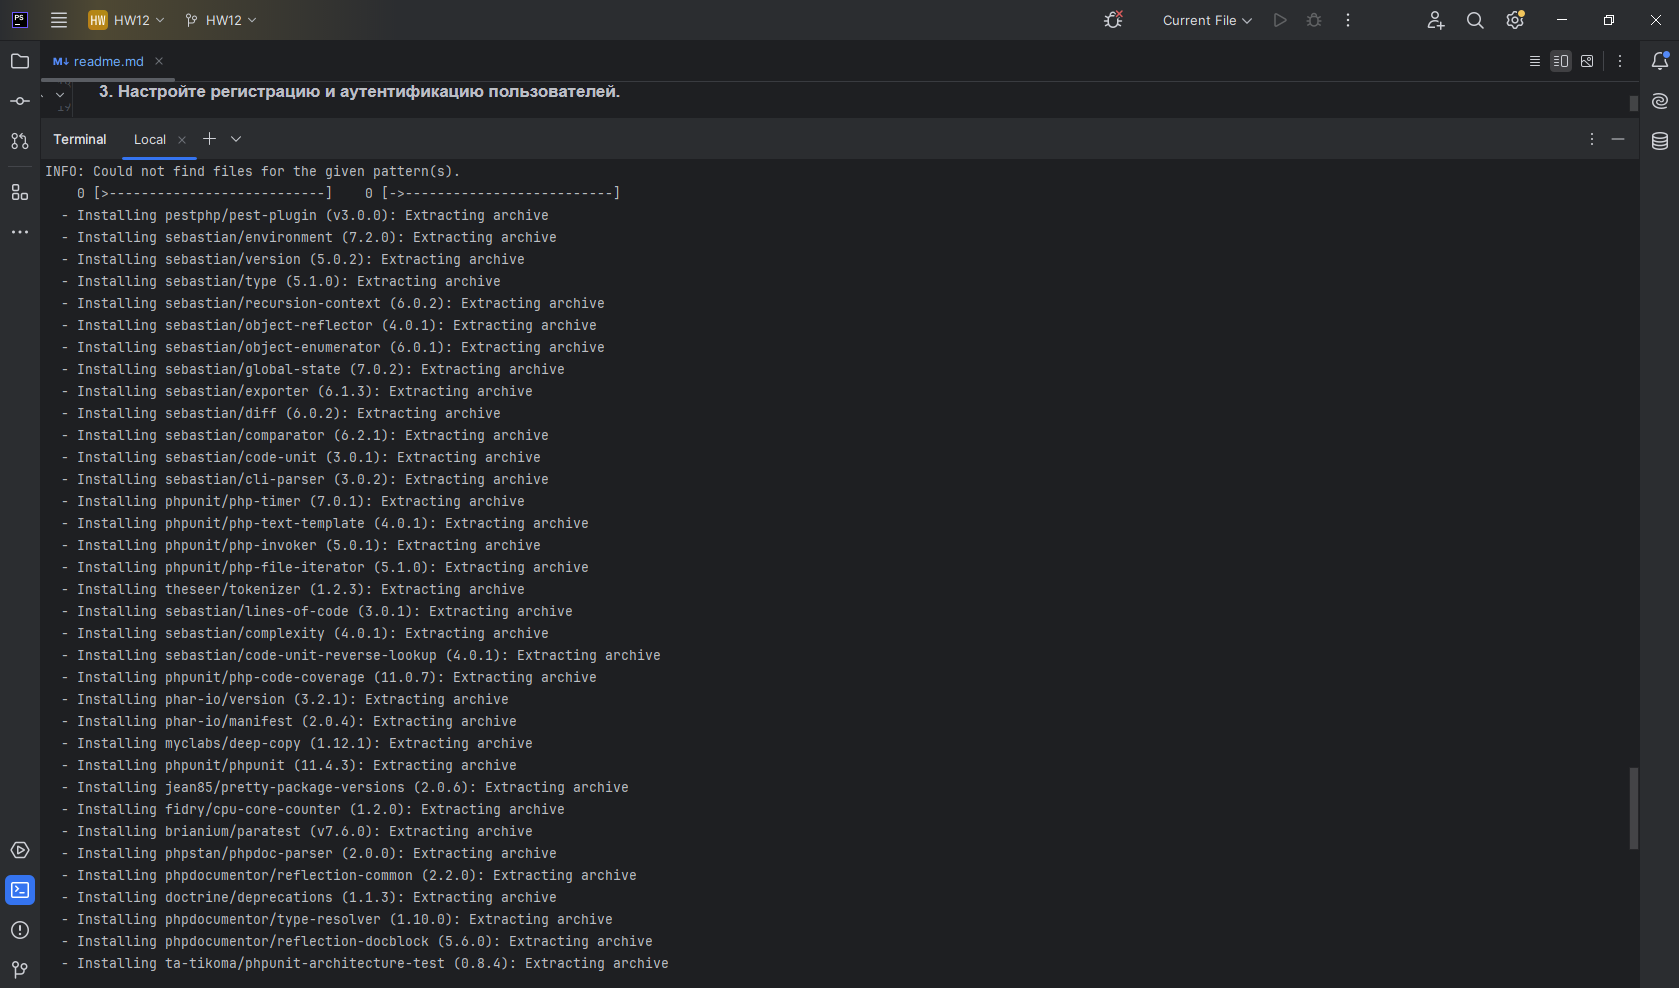 PS
HW HW12 HW12 Current File
M↓ readme.md
3. Настройте регистрацию и аутентификацию пользователей.
Terminal Local
INFO: Could not find files for the given pattern(s).
0 [>---------------------------] 0 [->--------------------------]
- Installing pestphp/pest-plugin (v3.0.0): Extracting archive
- Installing sebastian/environment (7.2.0): Extracting archive
- Installing sebastian/version (5.0.2): Extracting archive
- Installing sebastian/type (5.1.0): Extracting archive
- Installing sebastian/recursion-context (6.0.2): Extracting archive
- Installing sebastian/object-reflector (4.0.1): Extracting archive
- Installing sebastian/object-enumerator (6.0.1): Extracting archive
- Installing sebastian/global-state (7.0.2): Extracting archive
- Installing sebastian/exporter (6.1.3): Extracting archive
- Installing sebastian/diff (6.0.2): Extracting archive
- Installing sebastian/comparator (6.2.1): Extracting archive
- Installing sebastian/code-unit (3.0.1): Extracting archive
- Installing sebastian/cli-parser (3.0.2): Extracting archive
- Installing phpunit/php-timer (7.0.1): Extracting archive
- Installing phpunit/php-text-template (4.0.1): Extracting archive
- Installing phpunit/php-invoker (5.0.1): Extracting archive
- Installing phpunit/php-file-iterator (5.1.0): Extracting archive
- Installing theseer/tokenizer (1.2.3): Extracting archive
- Installing sebastian/lines-of-code (3.0.1): Extracting archive
- Installing sebastian/complexity (4.0.1): Extracting archive
- Installing sebastian/code-unit-reverse-lookup (4.0.1): Extracting archive
- Installing phpunit/php-code-coverage (11.0.7): Extracting archive
- Installing phar-io/version (3.2.1): Extracting archive
- Installing phar-io/manifest (2.0.4): Extracting archive
- Installing myclabs/deep-copy (1.12.1): Extracting archive
- Installing phpunit/phpunit (11.4.3): Extracting archive
- Installing jean85/pretty-package-versions (2.0.6): Extracting archive
- Installing fidry/cpu-core-counter (1.2.0): Extracting archive
- Installing brianium/paratest (v7.6.0): Extracting archive
- Installing phpstan/phpdoc-parser (2.0.0): Extracting archive
- Installing phpdocumentor/reflection-common (2.2.0): Extracting archive
- Installing doctrine/deprecations (1.1.3): Extracting archive
- Installing phpdocumentor/type-resolver (1.10.0): Extracting archive
- Installing phpdocumentor/reflection-docblock (5.6.0): Extracting archive
- Installing ta-tikoma/phpunit-architecture-test (0.8.4): Extracting archive